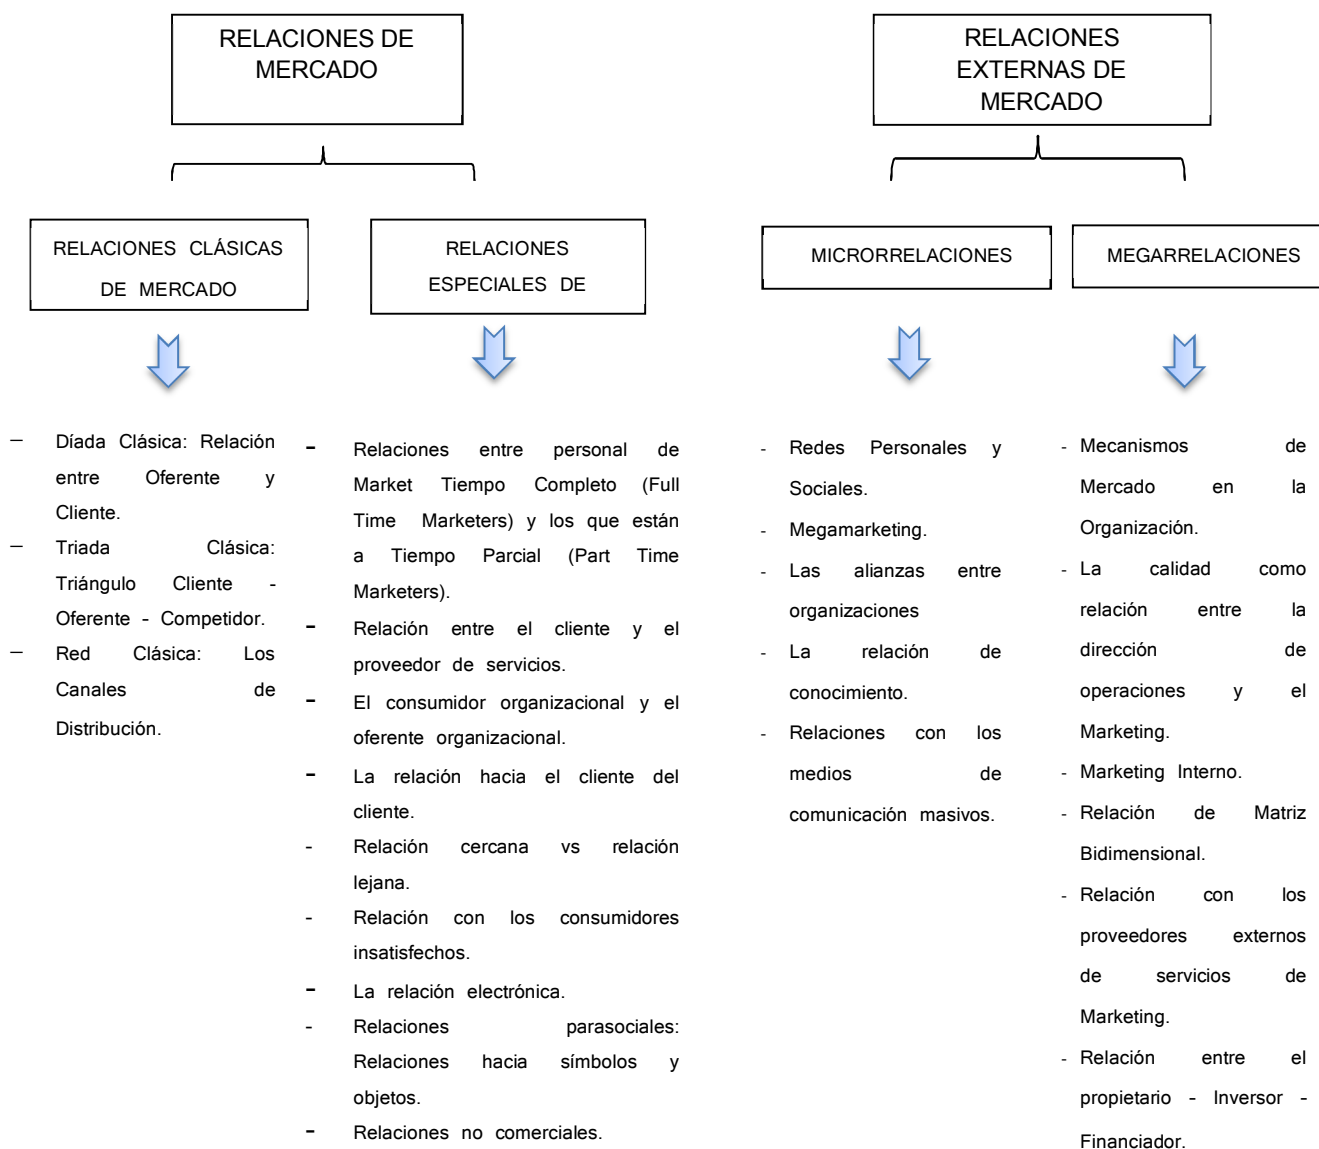 RELACIONES DE
MERCADO
RELACIONES
EXTERNAS DE
MERCADO
RELACIONES CLÁSICAS
DE MERCADO
RELACIONES
ESPECIALES DE
MICRORRELACIONES
MEGARRELACIONES
– Díada Clásica: Relación
entre Oferente y
Cliente.
– Triada Clásica:
Triángulo Cliente -
Oferente - Competidor.
– Red Clásica: Los
Canales de
Distribución.
- Relaciones entre personal de
Market Tiempo Completo (Full
Time Marketers) y los que están
a Tiempo Parcial (Part Time
Marketers).
- Relación entre el cliente y el
proveedor de servicios.
- El consumidor organizacional y el
oferente organizacional.
- La relación hacia el cliente del
cliente.
- Relación cercana vs relación
lejana.
- Relación con los consumidores
insatisfechos.
- La relación electrónica.
- Relaciones parasociales:
Relaciones hacia símbolos y
objetos.
- Relaciones no comerciales.
- Redes Personales y
Sociales.
- Megamarketing.
- Las alianzas entre
organizaciones
- La relación de
conocimiento.
- Relaciones con los
medios de
comunicación masivos.
- Mecanismos de
Mercado en la
Organización.
- La calidad como
relación entre la
dirección de
operaciones y el
Marketing.
- Marketing Interno.
- Relación de Matriz
Bidimensional.
- Relación con los
proveedores externos
de servicios de
Marketing.
- Relación entre el
propietario - Inversor -
Financiador.